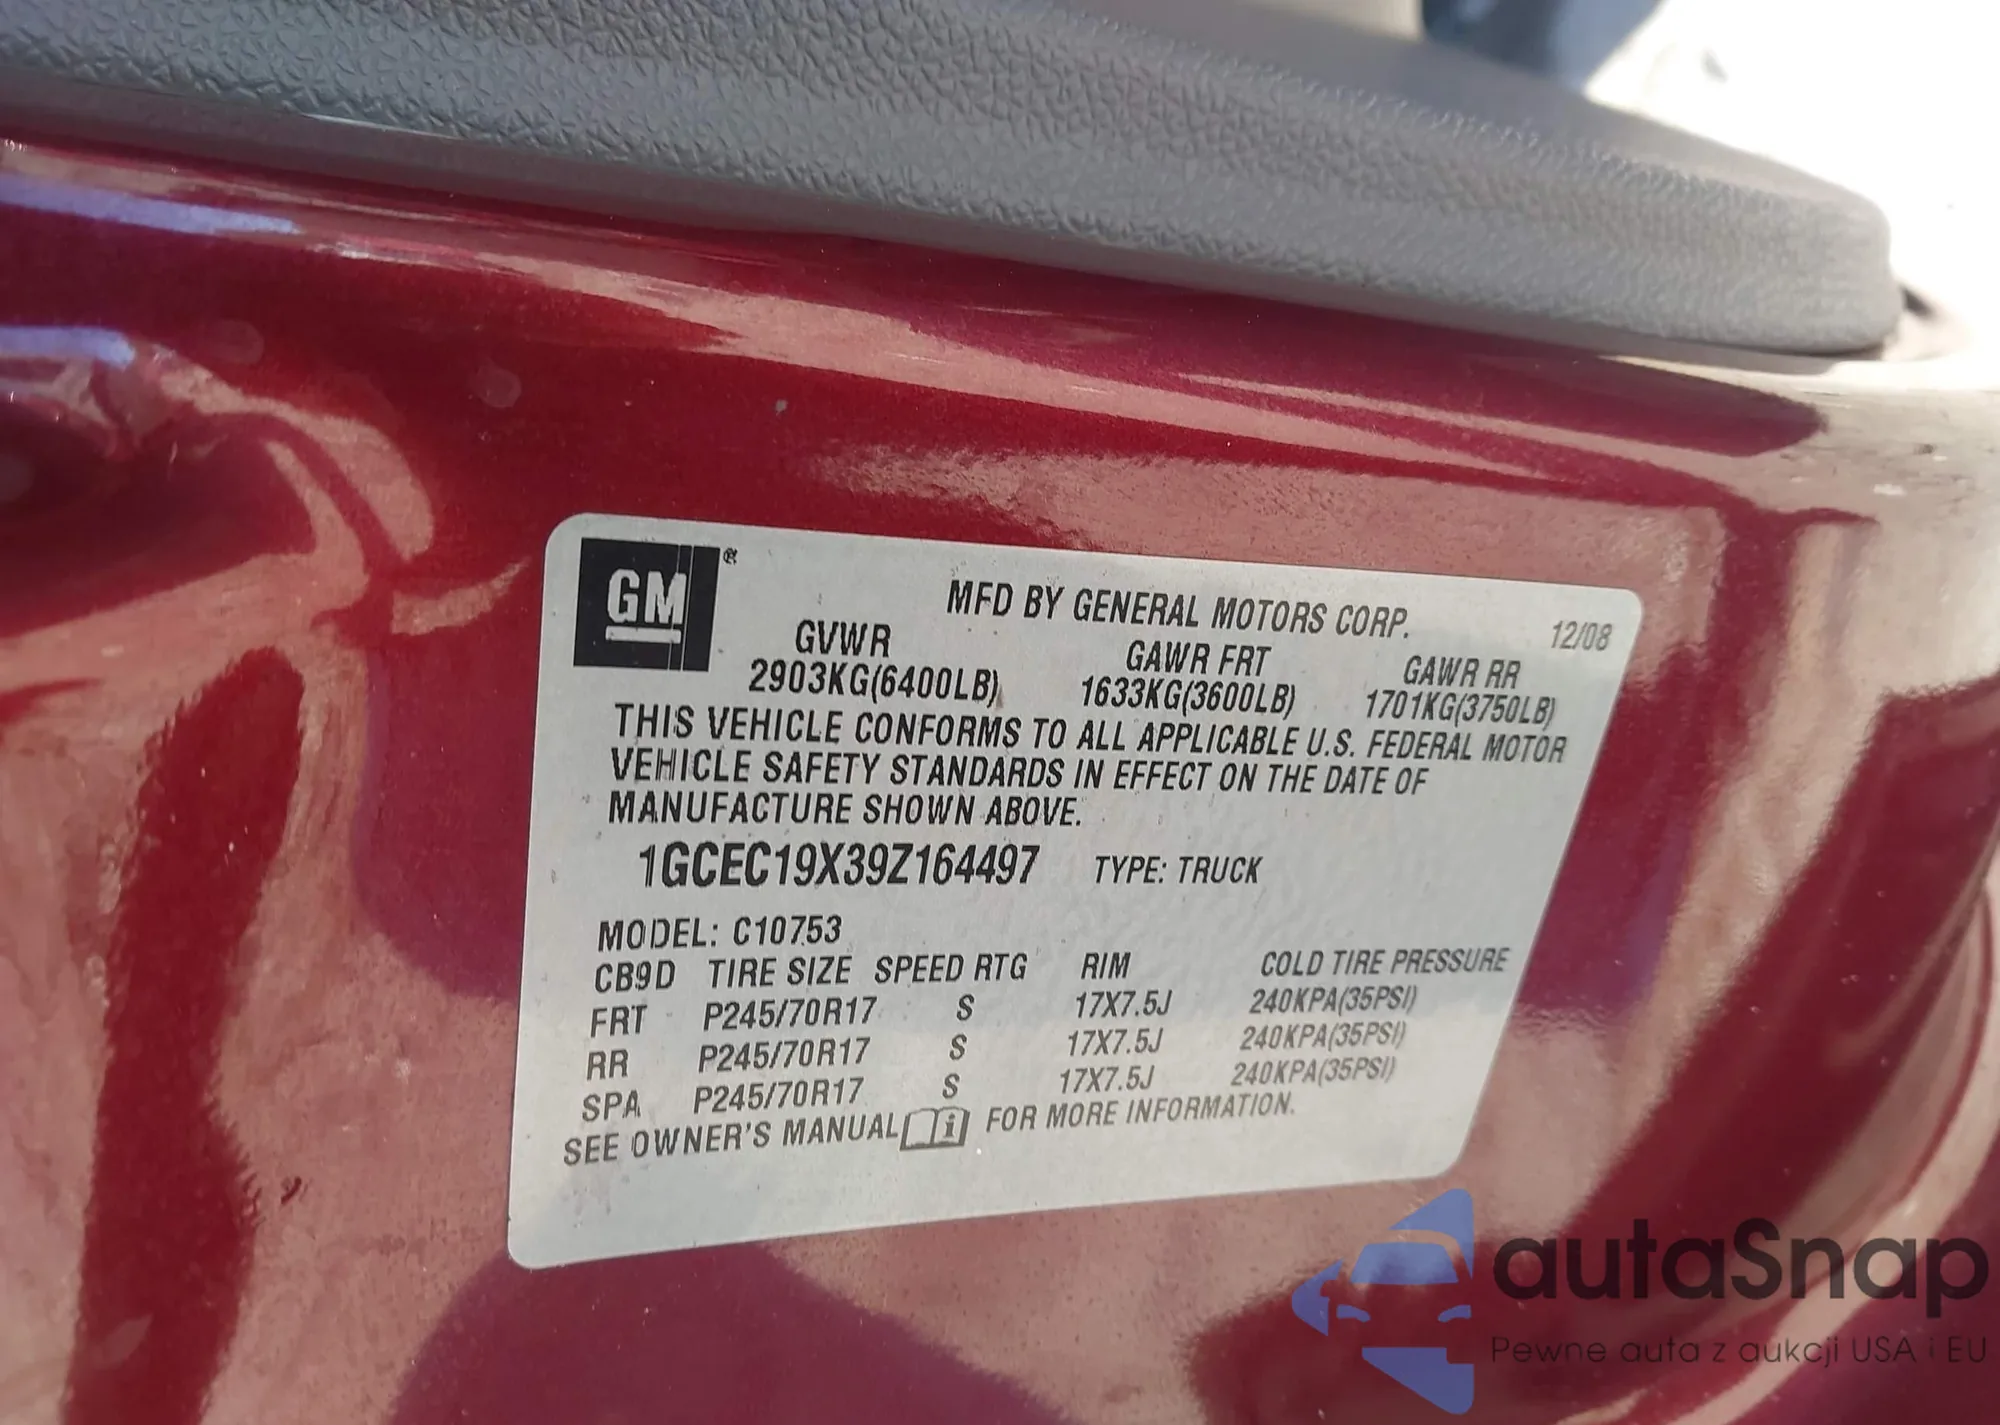 GM®
MFD BY GENERAL MOTORS CORP. 12/08
GVWR GAWR FRT GAWR RR
2903KG(6400LB) 1633KG(3600LB) 1701KG(3750LB)
THIS VEHICLE CONFORMS TO ALL APPLICABLE U.S. FEDERAL MOTOR
VEHICLE SAFETY STANDARDS IN EFFECT ON THE DATE OF
MANUFACTURE SHOWN ABOVE.
1GCEC19X39Z164497 TYPE: TRUCK
MODEL: C10753
CB9D TIRE SIZE SPEED RTG RIM COLD TIRE PRESSURE
FRT P245/70R17 S 17X7.5J 240KPA(35PSI)
RR P245/70R17 S 17X7.5J 240KPA(35PSI)
SPA P245/70R17 S 17X7.5J 240KPA(35PSI)
SEE OWNER'S MANUAL i FOR MORE INFORMATION.
autaSnap
Pewne auta z aukcji USA i EU